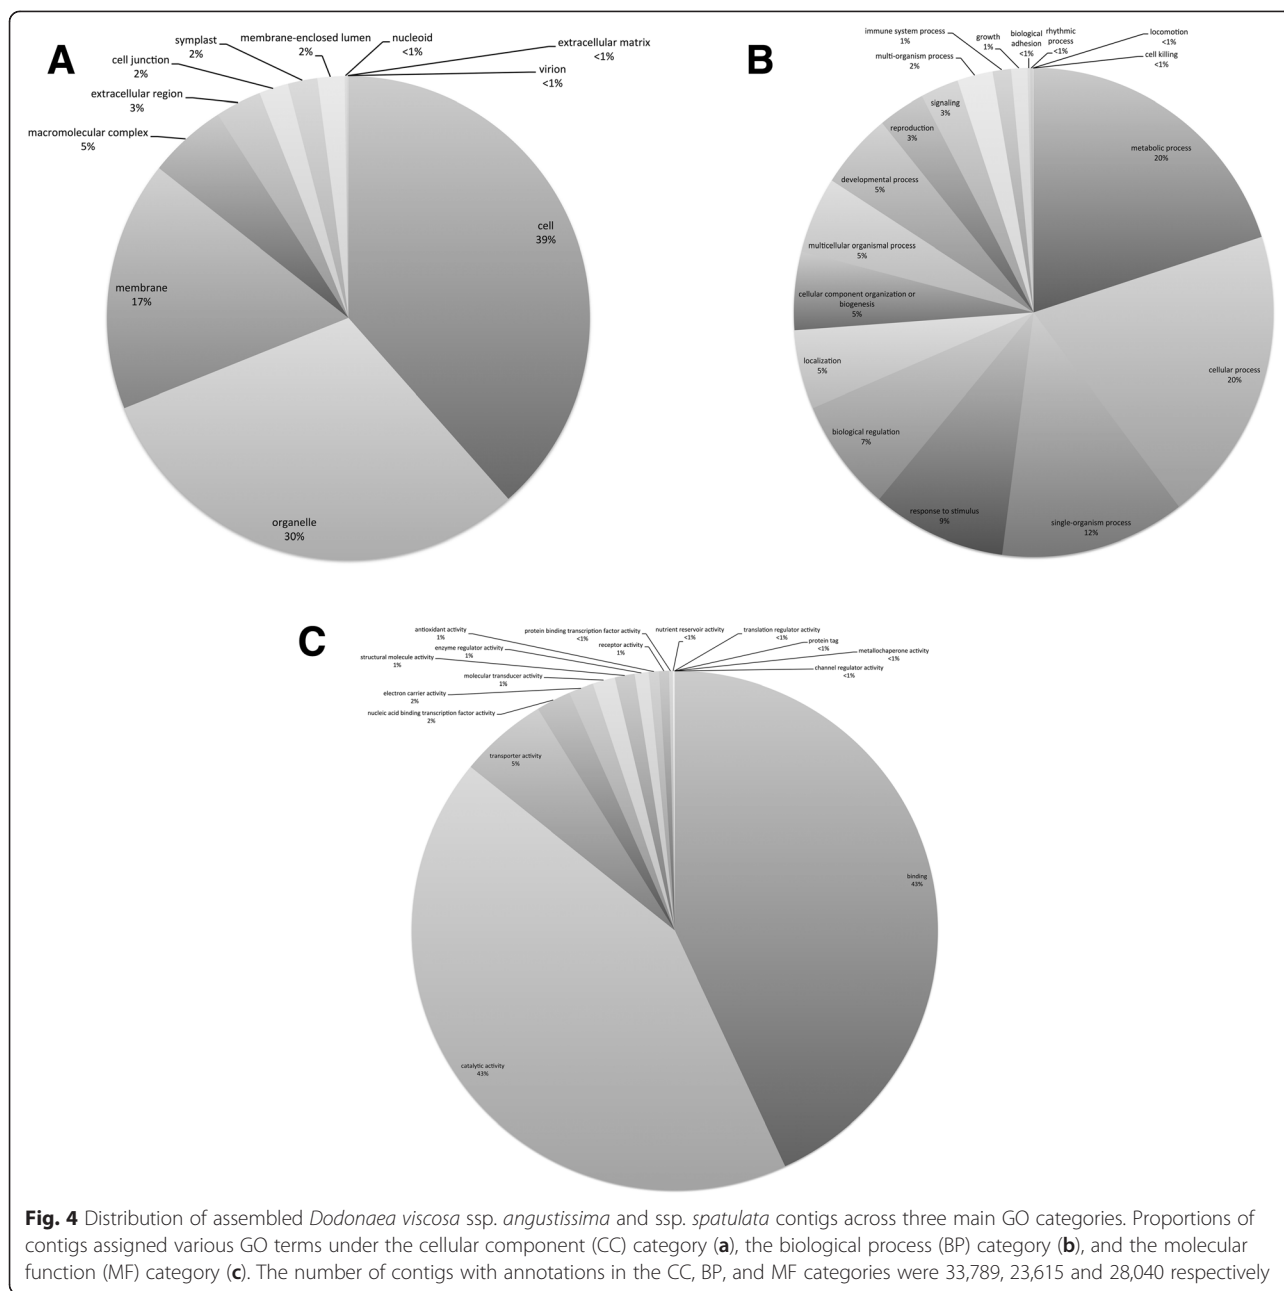 A
symplast
2%
membrane-enclosed lumen
2%
nucleoid
<1%
extracellular matrix
<1%
virion
<1%
cell junction
2%
extracellular region
3%
macromolecular complex
5%
cell
39%
membrane
17%
organelle
30%
B
immune system process
1%
growth
1%
biological
adhesion
<1%
rhythmic
process
<1%
locomotion
<1%
cell killing
<1%
multi-organism process
2%
signaling
3%
reproduction
3%
metabolic process
20%
developmental process
5%
multicellular organismal process
5%
cellular component organization or
biogenesis
5%
localization
5%
cellular process
20%
biological regulation
7%
response to stimulus
9%
single-organism process
12%
C
antioxidant activity
1%
protein binding transcription factor activity
<1%
nutrient reservoir activity
<1%
translation regulator activity
<1%
protein tag
<1%
enzyme regulator activity
1%
receptor activity
1%
metallochaperone activity
<1%
structural molecule activity
1%
channel regulator activity
<1%
molecular transducer activity
1%
electron carrier activity
2%
nucleic acid binding transcription factor activity
2%
transporter activity
5%
binding
43%
catalytic activity
43%
Fig. 4 Distribution of assembled Dodonaea viscosa ssp. angustissima and ssp. spatulata contigs across three main GO categories. Proportions of
contigs assigned various GO terms under the cellular component (CC) category (a), the biological process (BP) category (b), and the molecular
function (MF) category (c). The number of contigs with annotations in the CC, BP, and MF categories were 33,789, 23,615 and 28,040 respectively